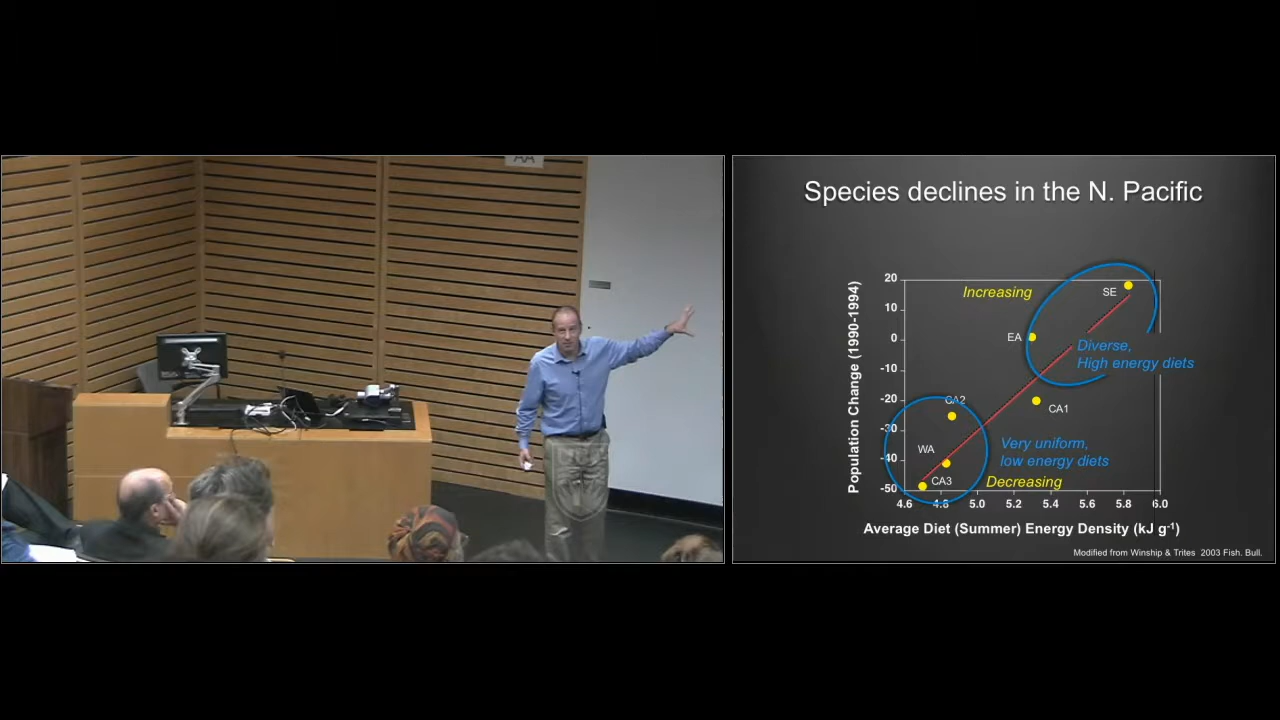 AA
Species declines in the N. Pacific
Population Change (1990-1994)
20
10
0
-10
-20
-30
-40
-50
Increasing
SE
EA
Diverse,
High energy diets
CA2
CA1
WA
Very uniform,
low energy diets
CA3
Decreasing
4.6 4.8 5.0 5.2 5.4 5.6 5.8 6.0
Average Diet (Summer) Energy Density (kJ g-1)
Modified from Winship & Trites 2003 Fish. Bull.